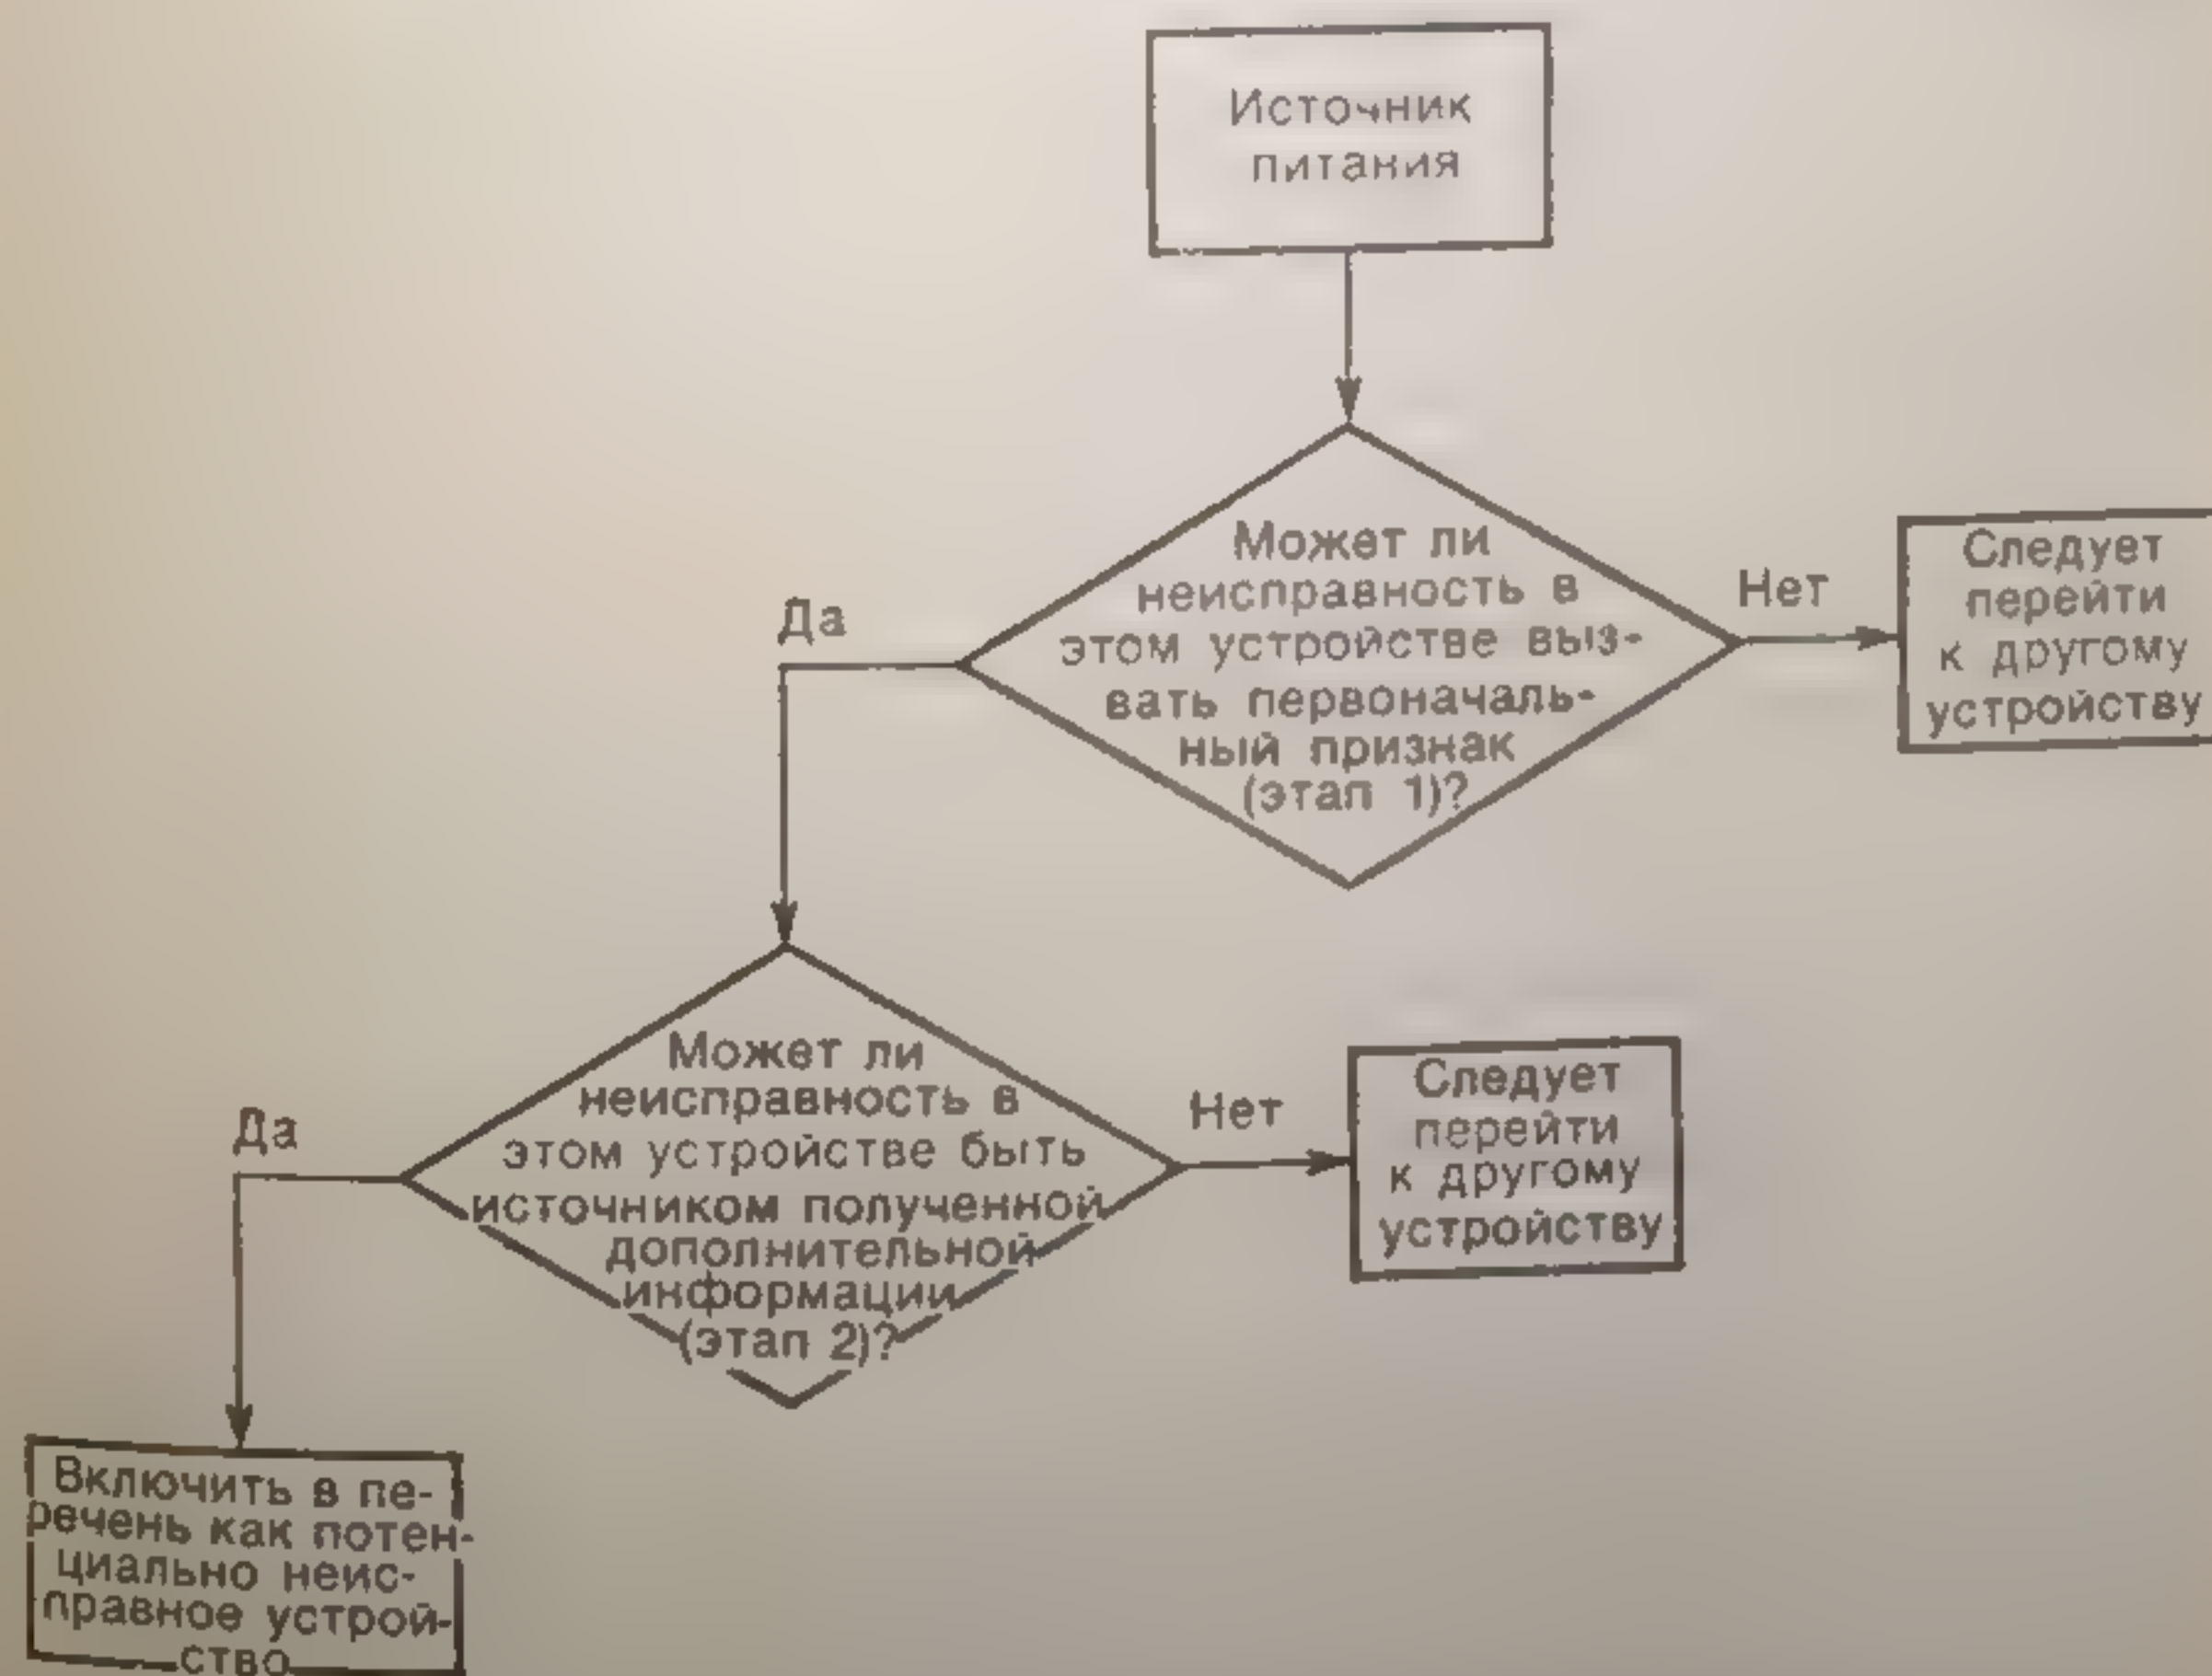 Источник
питания
Может ли
неисправность в
этом устройстве выз-
вать первоначаль-
ный признак
(этап 1)?
Да
Нет
Следует
перейти
к другому
устройству
Может ли
неисправность в
этом устройстве быть
источником полученной
дополнительной
информации
(этап 2)?
Да
Нет
Следует
перейти
к другому
устройству
Включить в пе-
речень как потен-
циально неис-
правное устрой-
ство